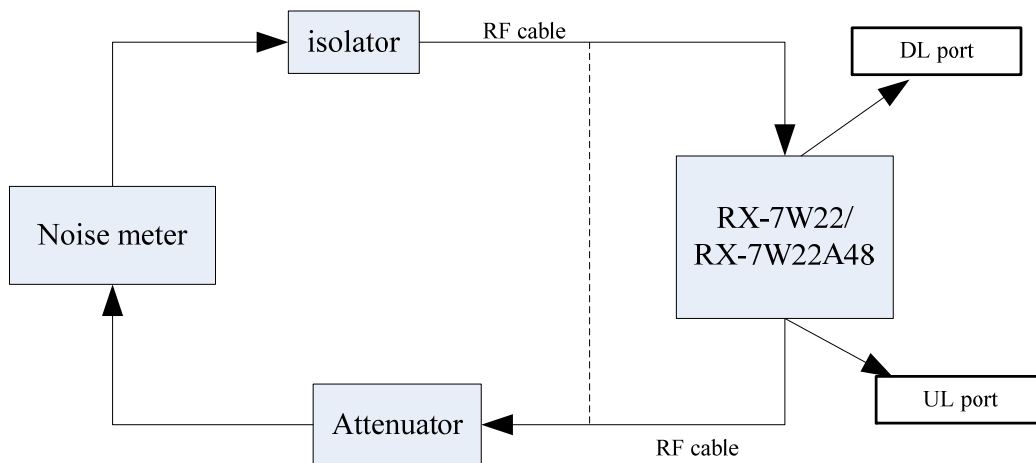 isolator
RF cable
DL port
RX-7W22/
RX-7W22A48
Noise meter
UL port
Attenuator
RF cable